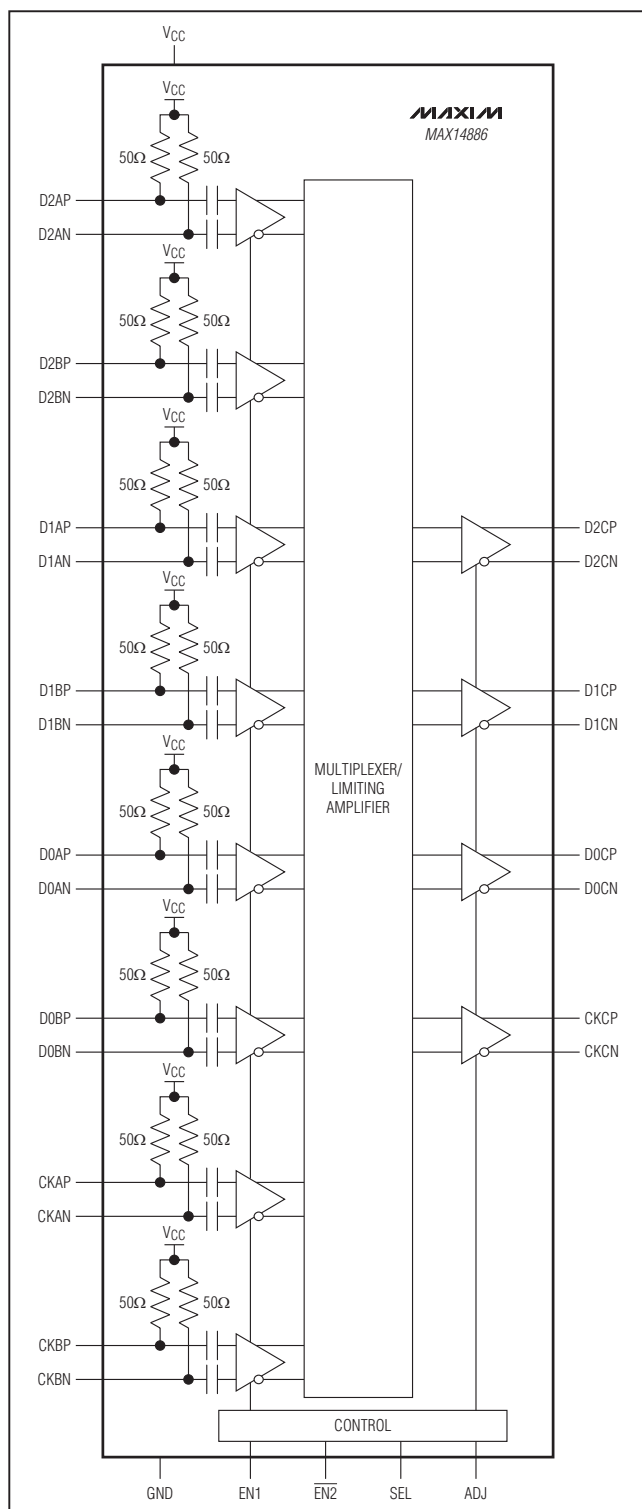 VCC
VCC
MAXIM
MAX14886
50Ω 50Ω
D2AP
D2AN
VCC
50Ω 50Ω
D2BP
D2BN
VCC
50Ω 50Ω
D1AP
D2CP
D1AN
D2CN
VCC
50Ω 50Ω
D1BP
D1CP
D1BN
D1CN
MULTIPLEXER/
LIMITING
AMPLIFIER
VCC
50Ω 50Ω
D0AP
D0CP
D0AN
D0CN
VCC
50Ω 50Ω
D0BP
CKCP
D0BN
CKCN
VCC
50Ω 50Ω
CKAP
CKAN
VCC
50Ω 50Ω
CKBP
CKBN
CONTROL
GND EN1 E̅N̅2̅ SEL ADJ